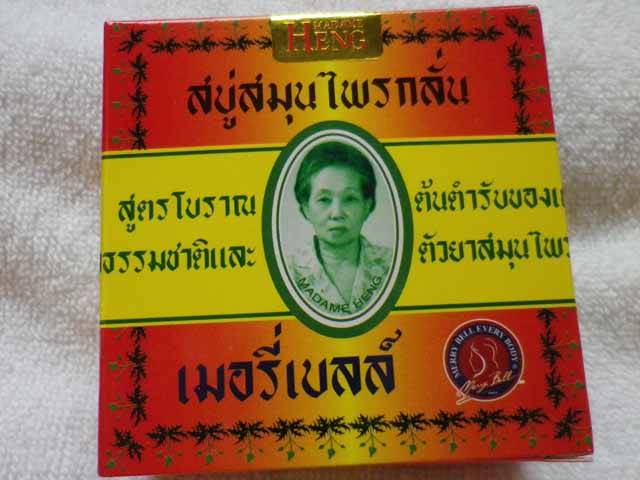 MADAME
HENG
สบู่สมุนไพรกลั่น
สูตรโบราณ
ธรรมชาติและ
MADAME HENG
ต้นตำรับของแ
ตัวยาสมุนไพร
เมอรี่เบลล์
MERRY BELL EVERY BODY
Merry Bell